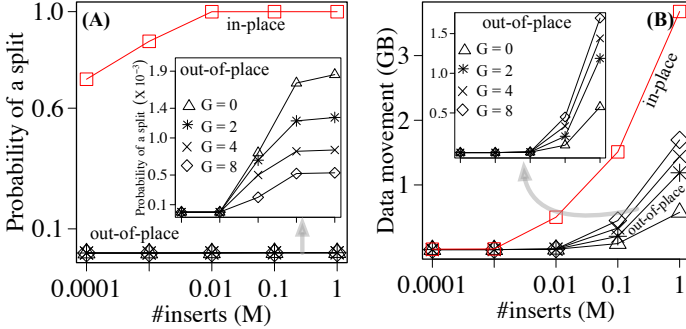 (A)
in-place
Probability of a split
1.0
0.6
0.1
out-of-place
Probability of a split (X 10⁻³)
1.9
1.0
0.5
0.1
G = 0
G = 2
G = 4
G = 8
out-of-place
0.0001
0.01
0.1
1
#inserts (M)
(B)
Data movement (GB)
3
2
1
out-of-place
1.5
1.0
0.5
G = 0
G = 2
G = 4
G = 8
in-place
out-of-place
0.0001
0.01
0.1
1
#inserts (M)